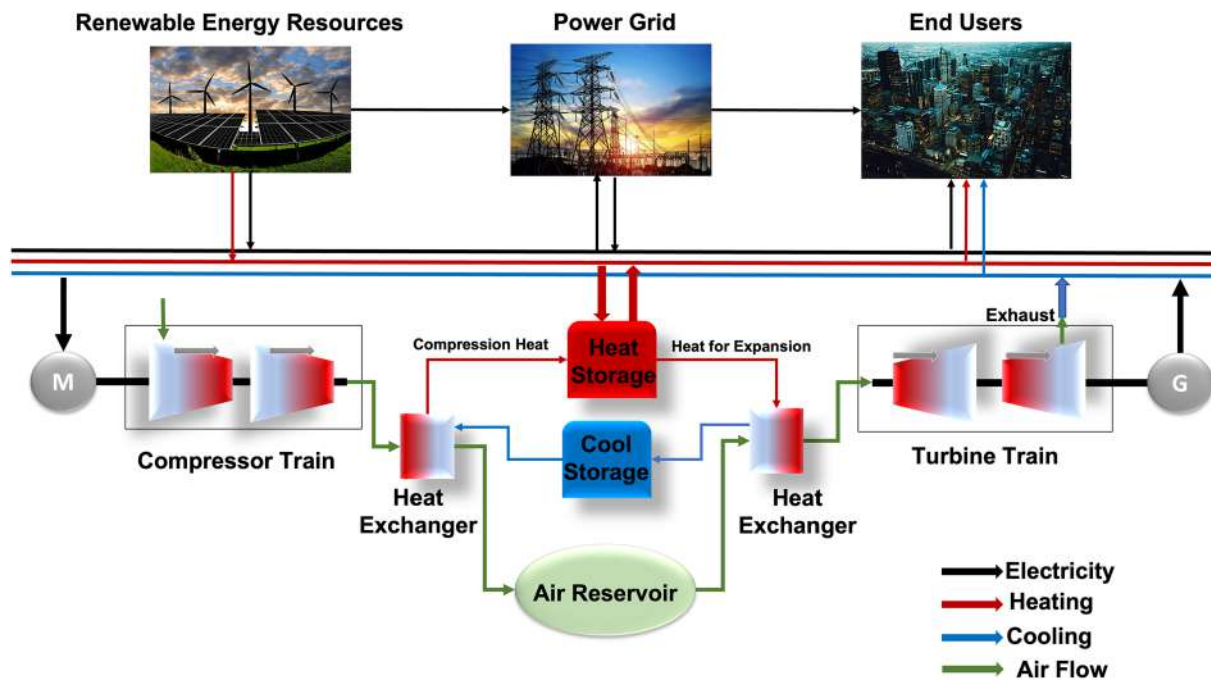 Renewable Energy Resources
Power Grid
End Users
Exhaust
M
Compression Heat
Heat
Storage
Heat for Expansion
G
Compressor Train
Cool
Storage
Turbine Train
Heat
Exchanger
Heat
Exchanger
Air Reservoir
Electricity
Heating
Cooling
Air Flow